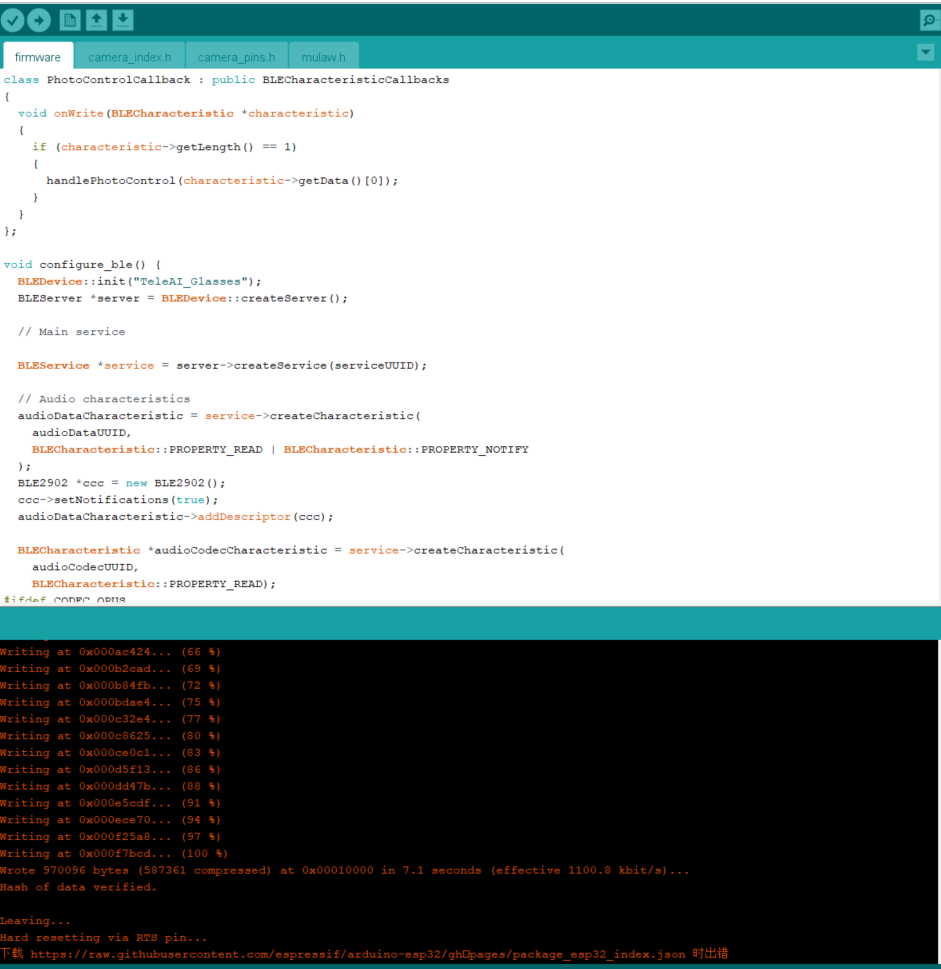 firmware
camera_index.h
camera_pins.h
mulaw.h
class PhotoControlCallback : public BLECharacteristicCallbacks
{
  void onWrite(BLECharacteristic *characteristic)
  {
    if (characteristic->getLength() == 1)
    {
      handlePhotoControl(characteristic->getData()[0]);
    }
  }
};
void configure_ble() {
  BLEDevice::init("TeleAI_Glasses");
  BLEServer *server = BLEDevice::createServer();
  // Main service
  BLEService *service = server->createService(serviceUUID);
  // Audio characteristics
  audioDataCharacteristic = service->createCharacteristic(
    audioDataUUID,
    BLECharacteristic::PROPERTY_READ | BLECharacteristic::PROPERTY_NOTIFY
  );
  BLE2902 *ccc = new BLE2902();
  ccc->setNotifications(true);
  audioDataCharacteristic->addDescriptor(ccc);
  BLECharacteristic *audioCodecCharacteristic = service->createCharacteristic(
    audioCodecUUID,
    BLECharacteristic::PROPERTY_READ);
#ifdef CODEC_OPUS
Writing at 0x000ac424... (66 %)
Writing at 0x000b2cad... (69 %)
Writing at 0x000b84fb... (72 %)
Writing at 0x000bdae4... (75 %)
Writing at 0x000c32e4... (77 %)
Writing at 0x000c8625... (80 %)
Writing at 0x000ce0c1... (83 %)
Writing at 0x000d5f13... (86 %)
Writing at 0x000dd47b... (88 %)
Writing at 0x000e5cdf... (91 %)
Writing at 0x000ece70... (94 %)
Writing at 0x000f25a8... (97 %)
Writing at 0x000f7bcd... (100 %)
Wrote 970096 bytes (587361 compressed) at 0x00010000 in 7.1 seconds (effective 1100.8 kbit/s)...
Hash of data verified.
Leaving...
Hard resetting via RTS pin...
下载 https://raw.githubusercontent.com/espressif/arduino-esp32/gh□pages/package_esp32_index.json 时出错